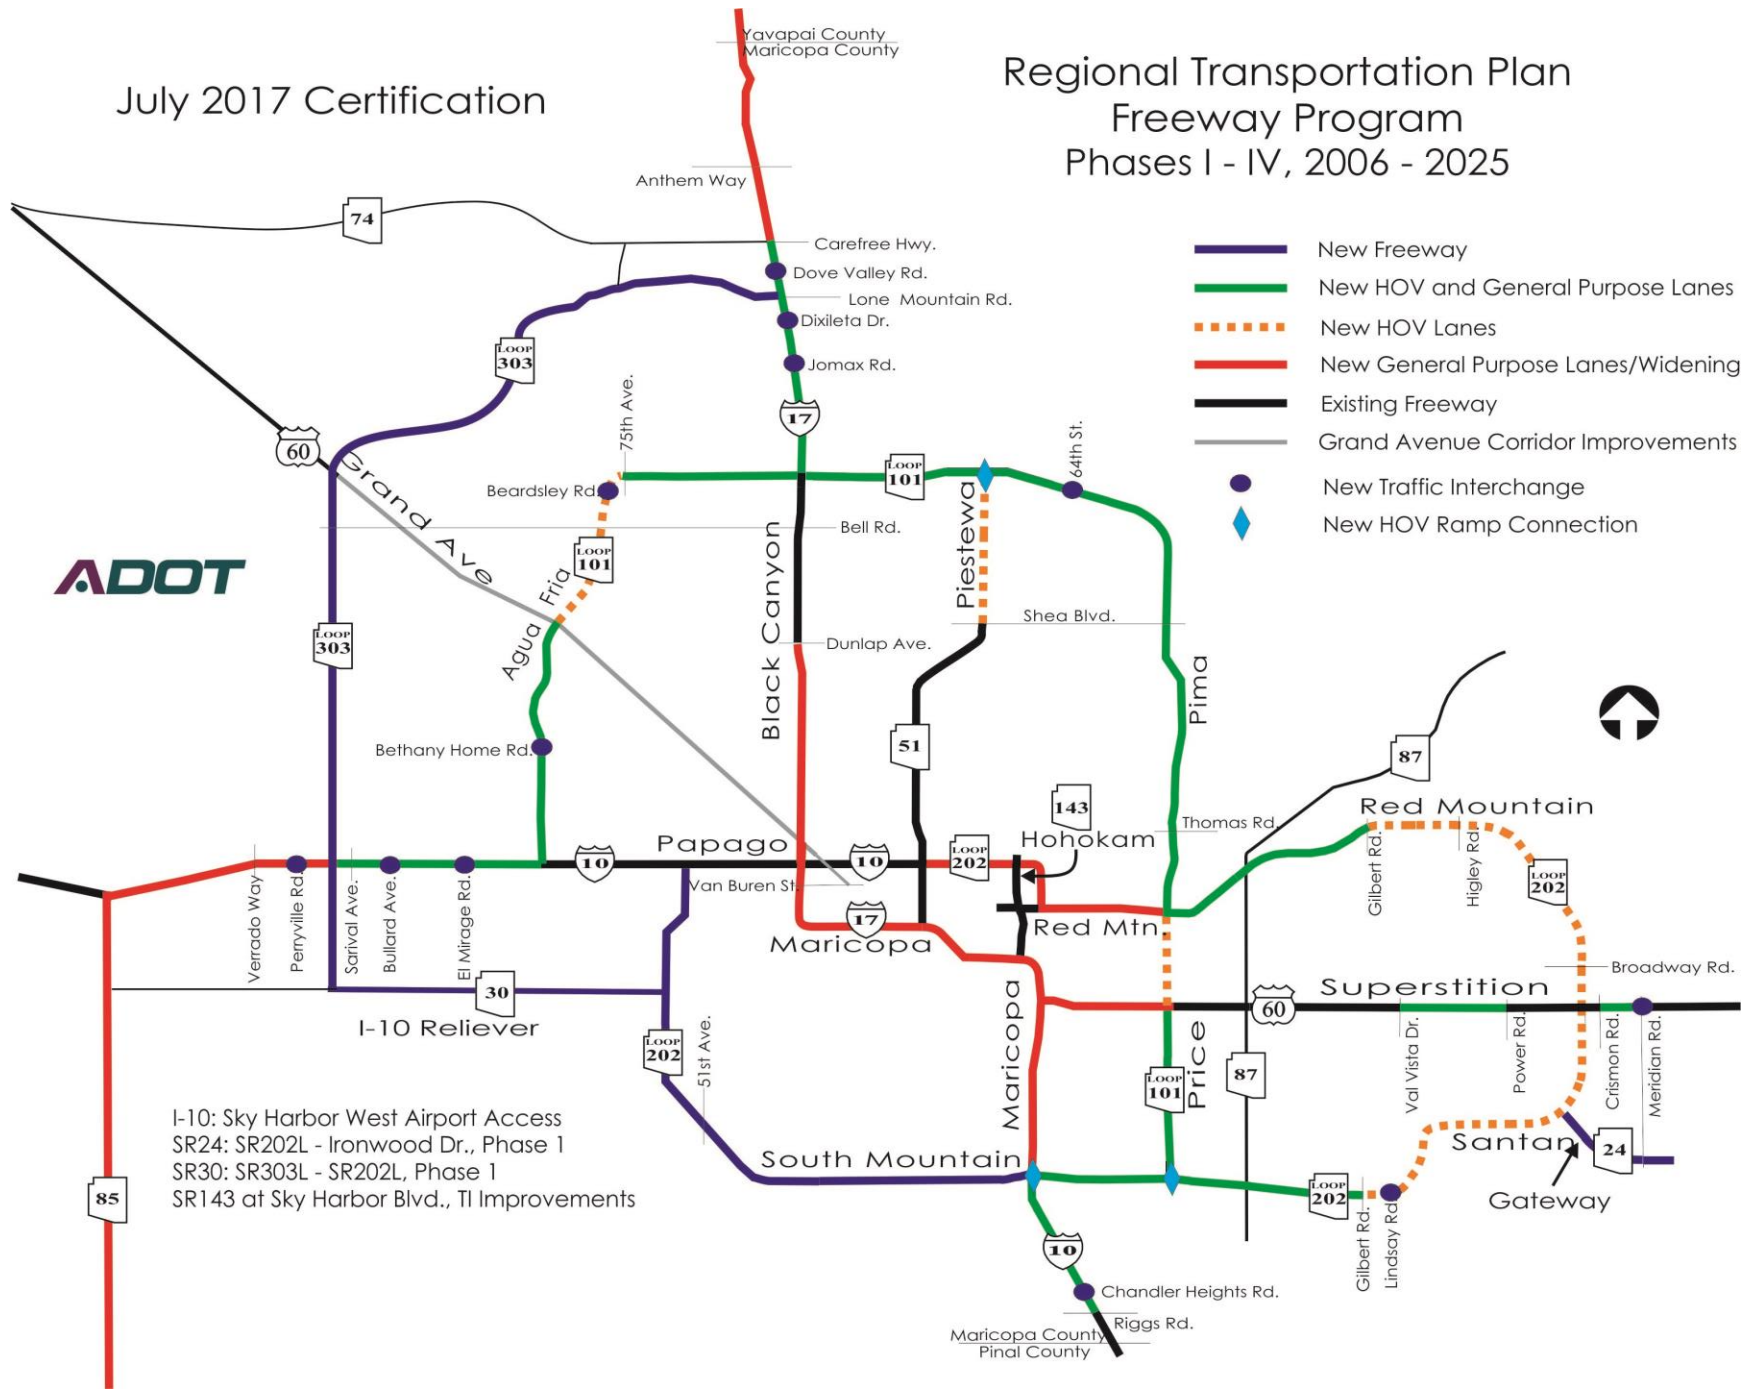 July 2017 Certification
Regional Transportation Plan
Freeway Program
Phases I - IV, 2006 - 2025
Yavapai County
Maricopa County
Anthem Way
74
Carefree Hwy.
Dove Valley Rd.
Lone Mountain Rd.
Dixileta Dr.
Jomax Rd.
LOOP
303
17
60
75th Ave.
64th St.
New Freeway
New HOV and General Purpose Lanes
New HOV Lanes
New General Purpose Lanes/Widening
Existing Freeway
Grand Avenue Corridor Improvements
New Traffic Interchange
New HOV Ramp Connection
Grand Ave
Beardsley Rd.
LOOP
101
Bell Rd.
LOOP
101
Agua Fria
Black Canyon
Piestewa
Shea Blvd.
Dunlap Ave.
ADOT
LOOP
303
Pima
Bethany Home Rd.
51
87
143
Hohokam
Thomas Rd.
Red Mountain
Gilbert Rd.
Higley Rd.
LOOP
202
Papago
10
10
LOOP
202
Van Buren St.
17
Maricopa
Red Mtn.
Verrado Way
Perryville Rd.
Sarival Ave.
Bullard Ave.
El Mirage Rd.
30
I-10 Reliever
LOOP
202
51st Ave.
Maricopa
Broadway Rd.
Superstition
60
Val Vista Dr.
Power Rd.
Crismon Rd.
Meridian Rd.
LOOP
101
Price
87
I-10: Sky Harbor West Airport Access
SR24: SR202L - Ironwood Dr., Phase 1
SR30: SR303L - SR202L, Phase 1
SR143 at Sky Harbor Blvd., TI Improvements
85
South Mountain
Santan
24
Gateway
LOOP
202
Gilbert Rd.
Lindsay Rd.
10
Chandler Heights Rd.
Riggs Rd.
Maricopa County
Pinal County